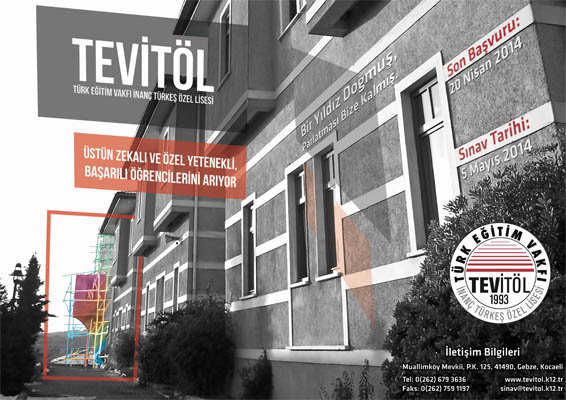 TEVİTÖL
TÜRK EĞİTİM VAKFI İNANÇ TÜRKEŞ ÖZEL LİSESİ
ÜSTÜN ZEKALI VE ÖZEL YETENEKLİ,
BAŞARILI ÖĞRENCİLERİNİ ARIYOR
Bir Yıldız Doğmuş,
Parlatması Bize Kalmış.
Son Başvuru:
20 Nisan 2014
Sınav Tarihi:
5 Mayıs 2014
TÜRK EĞİTİM VAKFI
TEVİTÖL
1993
İNANÇ TÜRKEŞ ÖZEL LİSESİ
İletişim Bilgileri
Muallimköy Mevkii, P.K. 125, 41490, Gebze, Kocaeli
Tel: 0(262) 679 3636 www.tevitol.k12.tr
Faks: 0(262) 759 1197 sinav@tevitol.k12.tr